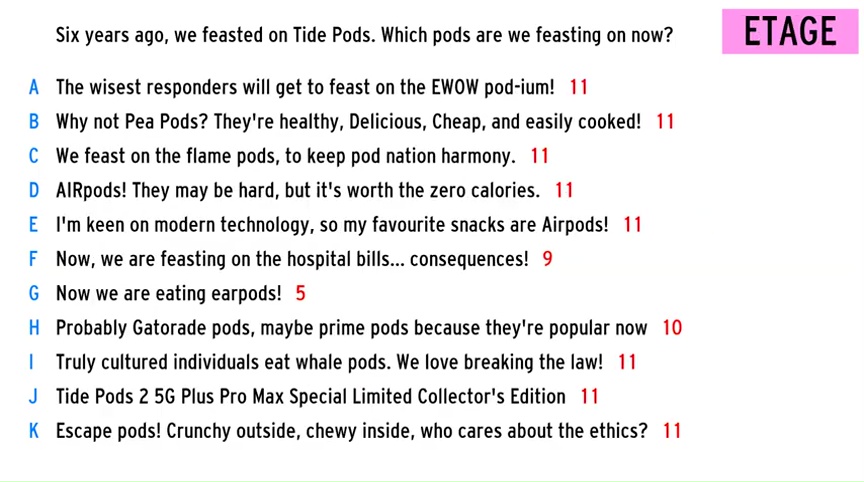 Six years ago, we feasted on Tide Pods. Which pods are we feasting on now?
ETAGE
A The wisest responders will get to feast on the EWOW pod-ium! 11
B Why not Pea Pods? They're healthy, Delicious, Cheap, and easily cooked! 11
C We feast on the flame pods, to keep pod nation harmony. 11
D AIRpods! They may be hard, but it's worth the zero calories. 11
E I'm keen on modern technology, so my favourite snacks are Airpods! 11
F Now, we are feasting on the hospital bills... consequences! 9
G Now we are eating earpods! 5
H Probably Gatorade pods, maybe prime pods because they're popular now 10
I Truly cultured individuals eat whale pods. We love breaking the law! 11
J Tide Pods 2 5G Plus Pro Max Special Limited Collector's Edition 11
K Escape pods! Crunchy outside, chewy inside, who cares about the ethics? 11